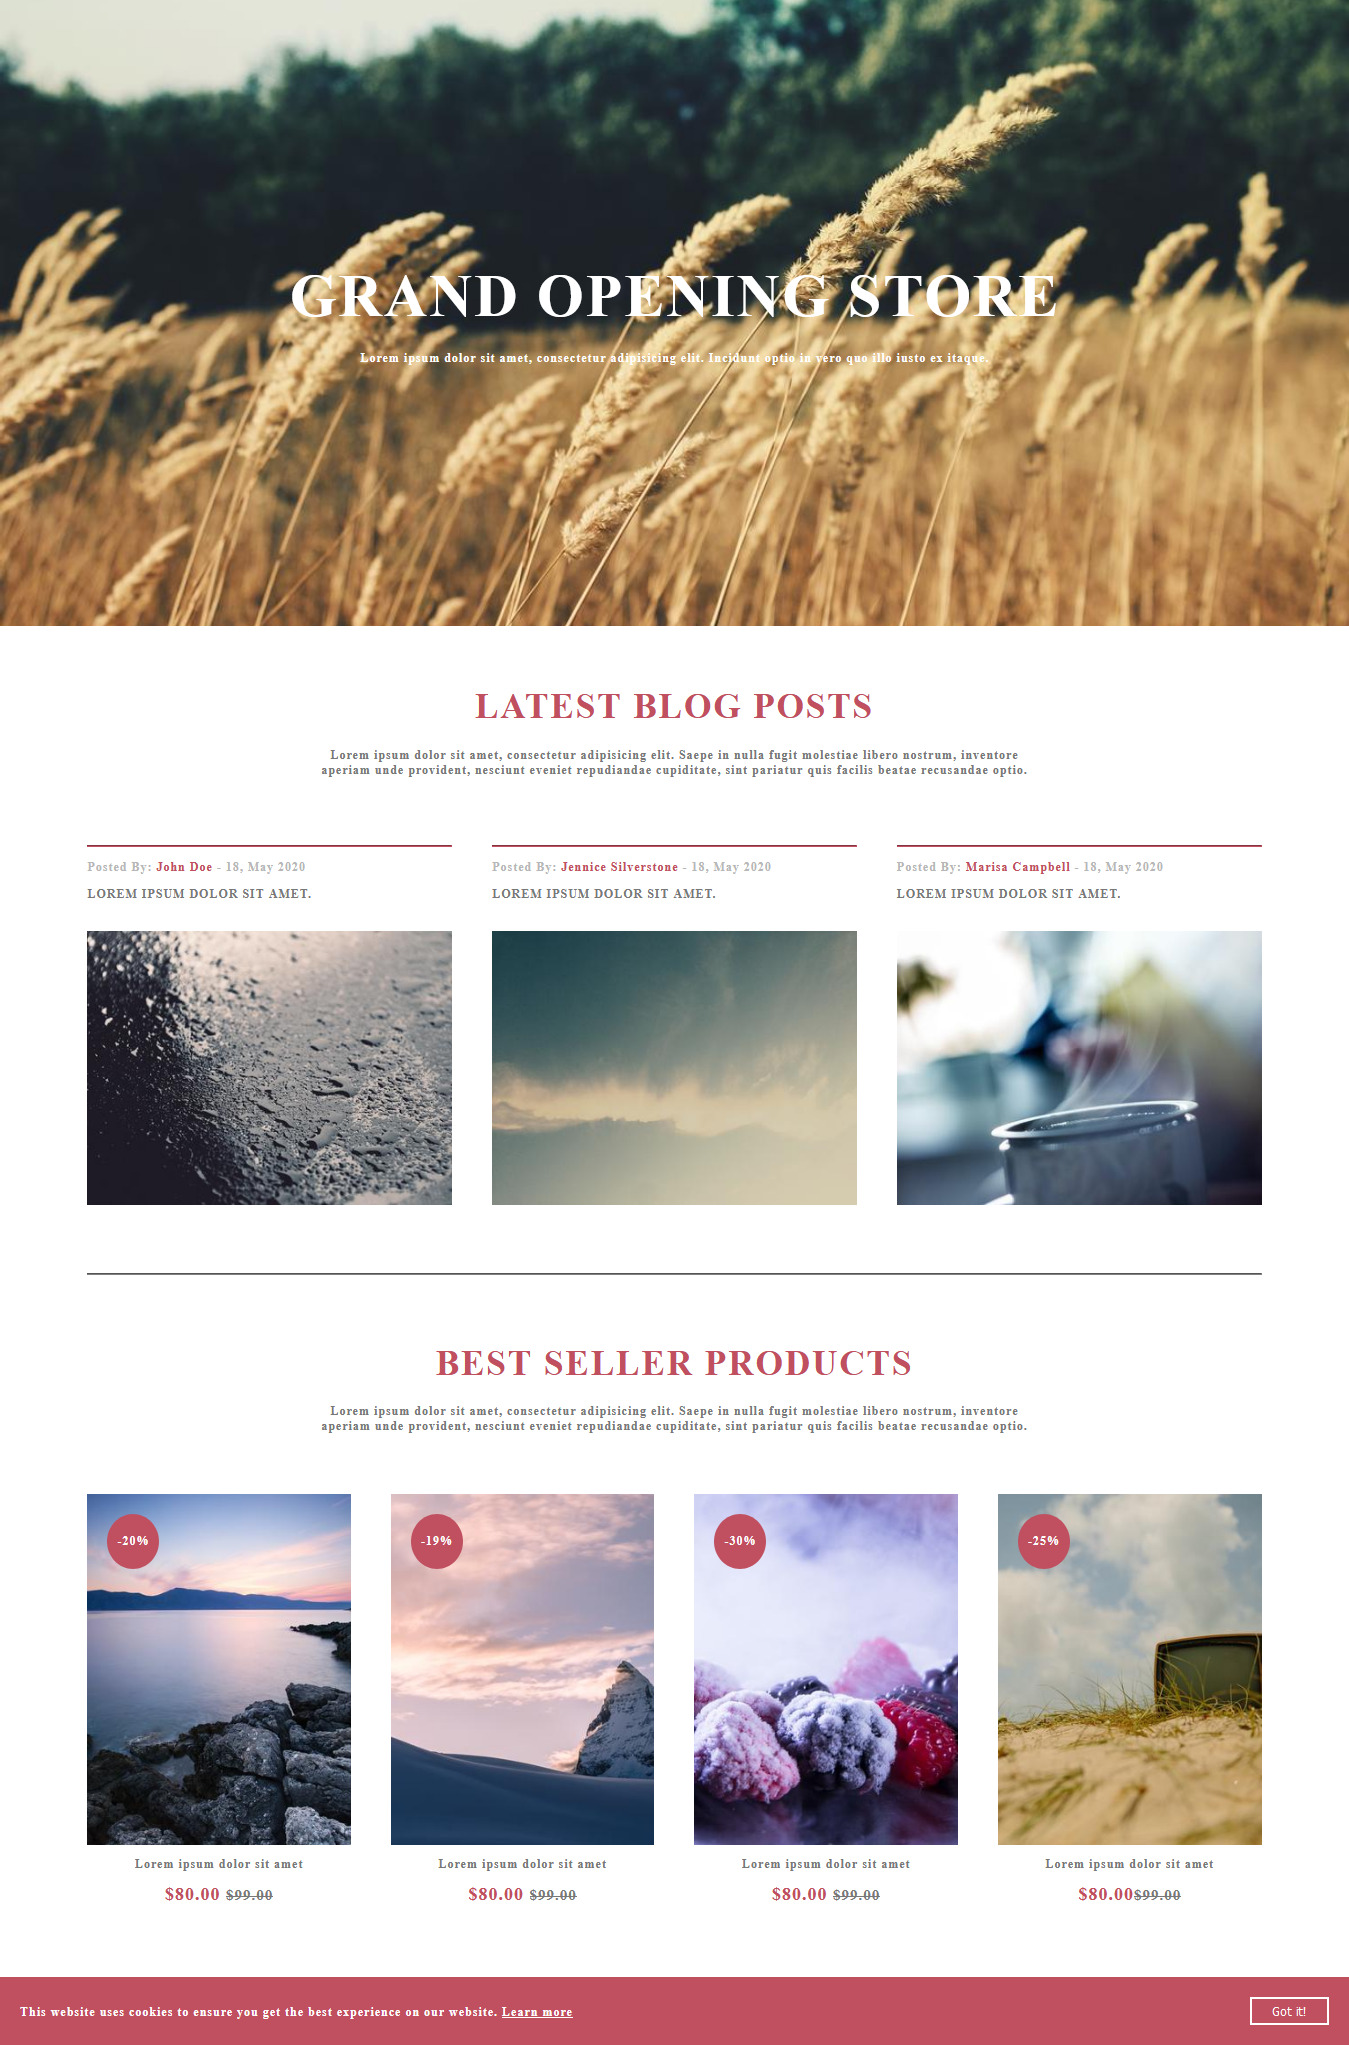 GRAND OPENING STORE
Lorem ipsum dolor sit amet, consectetur adipisicing elit. Incidunt optio in vero quo illo iusto ex itaque.
LATEST BLOG POSTS
Lorem ipsum dolor sit amet, consectetur adipisicing elit. Saepe in nulla fugit molestiae libero nostrum, inventore
aperiam unde provident, nesciunt eveniet repudiandae cupiditate, sint pariatur quis facilis beatae recusandae optio.
Posted By: John Doe - 18, May 2020
LOREM IPSUM DOLOR SIT AMET.
Posted By: Jennice Silverstone - 18, May 2020
LOREM IPSUM DOLOR SIT AMET.
Posted By: Marisa Campbell - 18, May 2020
LOREM IPSUM DOLOR SIT AMET.
BEST SELLER PRODUCTS
Lorem ipsum dolor sit amet, consectetur adipisicing elit. Saepe in nulla fugit molestiae libero nostrum, inventore
aperiam unde provident, nesciunt eveniet repudiandae cupiditate, sint pariatur quis facilis beatae recusandae optio.
-20%
Lorem ipsum dolor sit amet
$80.00 $99.00
-19%
Lorem ipsum dolor sit amet
$80.00 $99.00
-30%
Lorem ipsum dolor sit amet
$80.00 $99.00
-25%
Lorem ipsum dolor sit amet
$80.00$99.00
This website uses cookies to ensure you get the best experience on our website. Learn more
Got it!